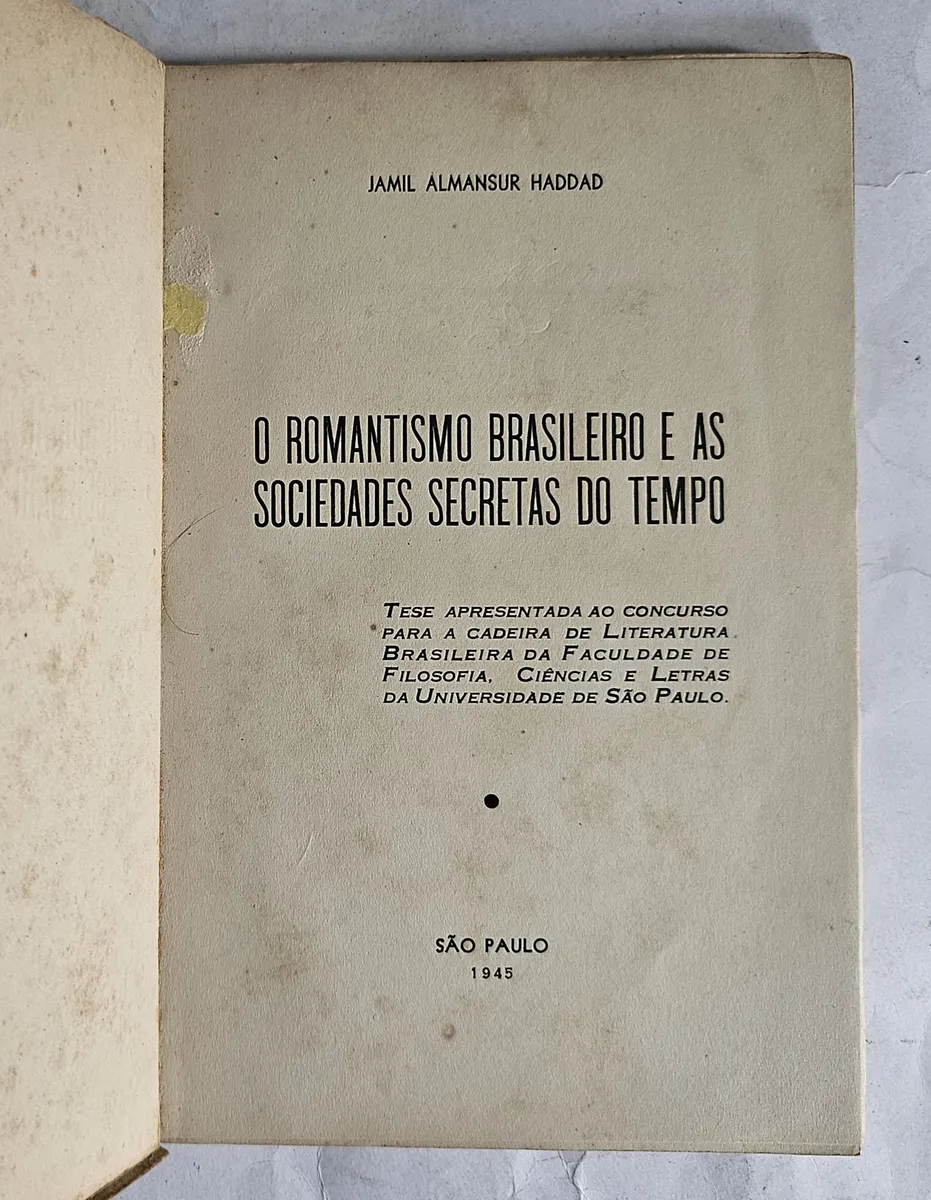 JAMIL ALMANSUR HADDAD
O ROMANTISMO BRASILEIRO E AS
SOCIEDADES SECRETAS DO TEMPO
TESE APRESENTADA AO CONCURSO
PARA A CADEIRA DE LITERATURA
BRASILEIRA DA FACULDADE DE
FILOSOFIA, CIÊNCIAS E LETRAS
DA UNIVERSIDADE DE SÃO PAULO.
SÃO PAULO
1945